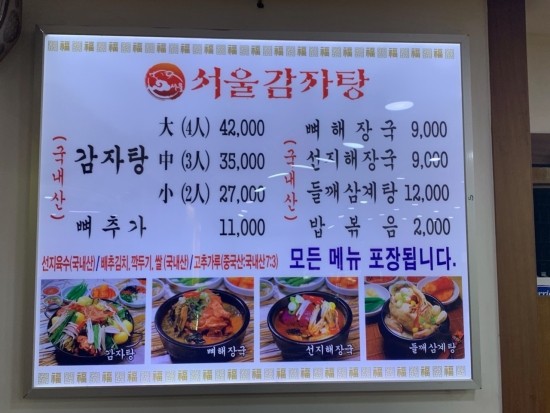 서울감자탕
(국내산)
감자탕
大 (4人) 42,000
中 (3人) 35,000
小 (2人) 27,000
뼈추가 11,000
(국내산)
뼈해장국 9,000
선지해장국 9,000
들깨삼계탕 12,000
밥볶음 2,000
선지육수(국내산)/배추김치, 깍두기, 쌀(국내산)/고추가루(중국산:국내산 7:3)
모든 메뉴 포장됩니다.
감자탕
뼈해장국
선지해장국
들깨삼계탕